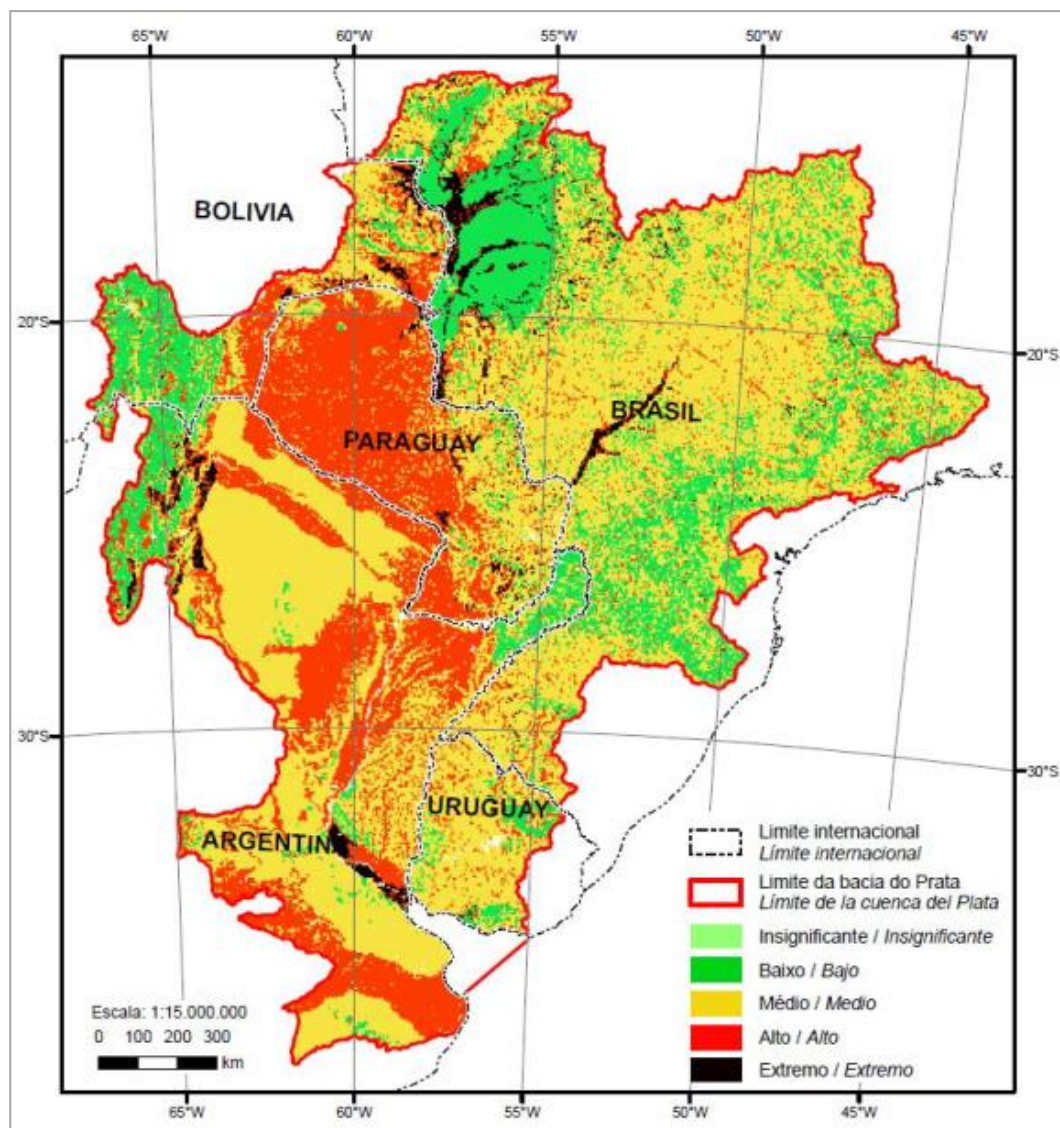 65°W 60°W 55°W 50°W 45°W
BOLIVIA
20°S
20°S
BRASIL
PARAGUAY
30°S
30°S
URUGUAY
ARGENTINA
Limite internacional
Límite internacional
Limite da bacia do Prata
Límite de la cuenca del Plata
Insignificante / Insignificante
Baixo / Bajo
Médio / Medio
Alto / Alto
Extremo / Extremo
Escala: 1:15.000.000
0 100 200 300
km
65°W 60°W 55°W 50°W 45°W